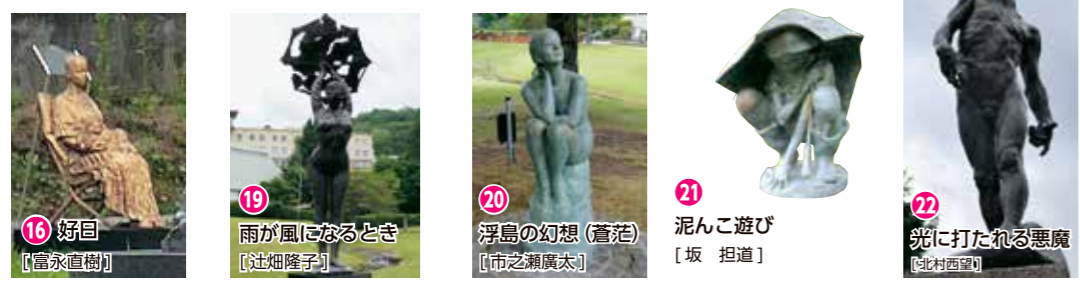 16 好日
[富永直樹]
19
雨が風になるとき
[辻畑隆子]
20
浮島の幻想（蒼茫）
[市之瀬廣太]
21
泥んこ遊び
[坂　担道]
22
光に打たれる悪魔
[北村西望]